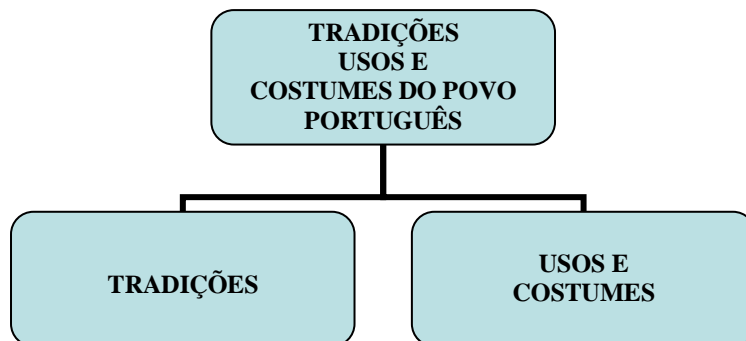 TRADIÇÕES
USOS E
COSTUMES DO POVO
PORTUGUÊS
TRADIÇÕES
USOS E
COSTUMES